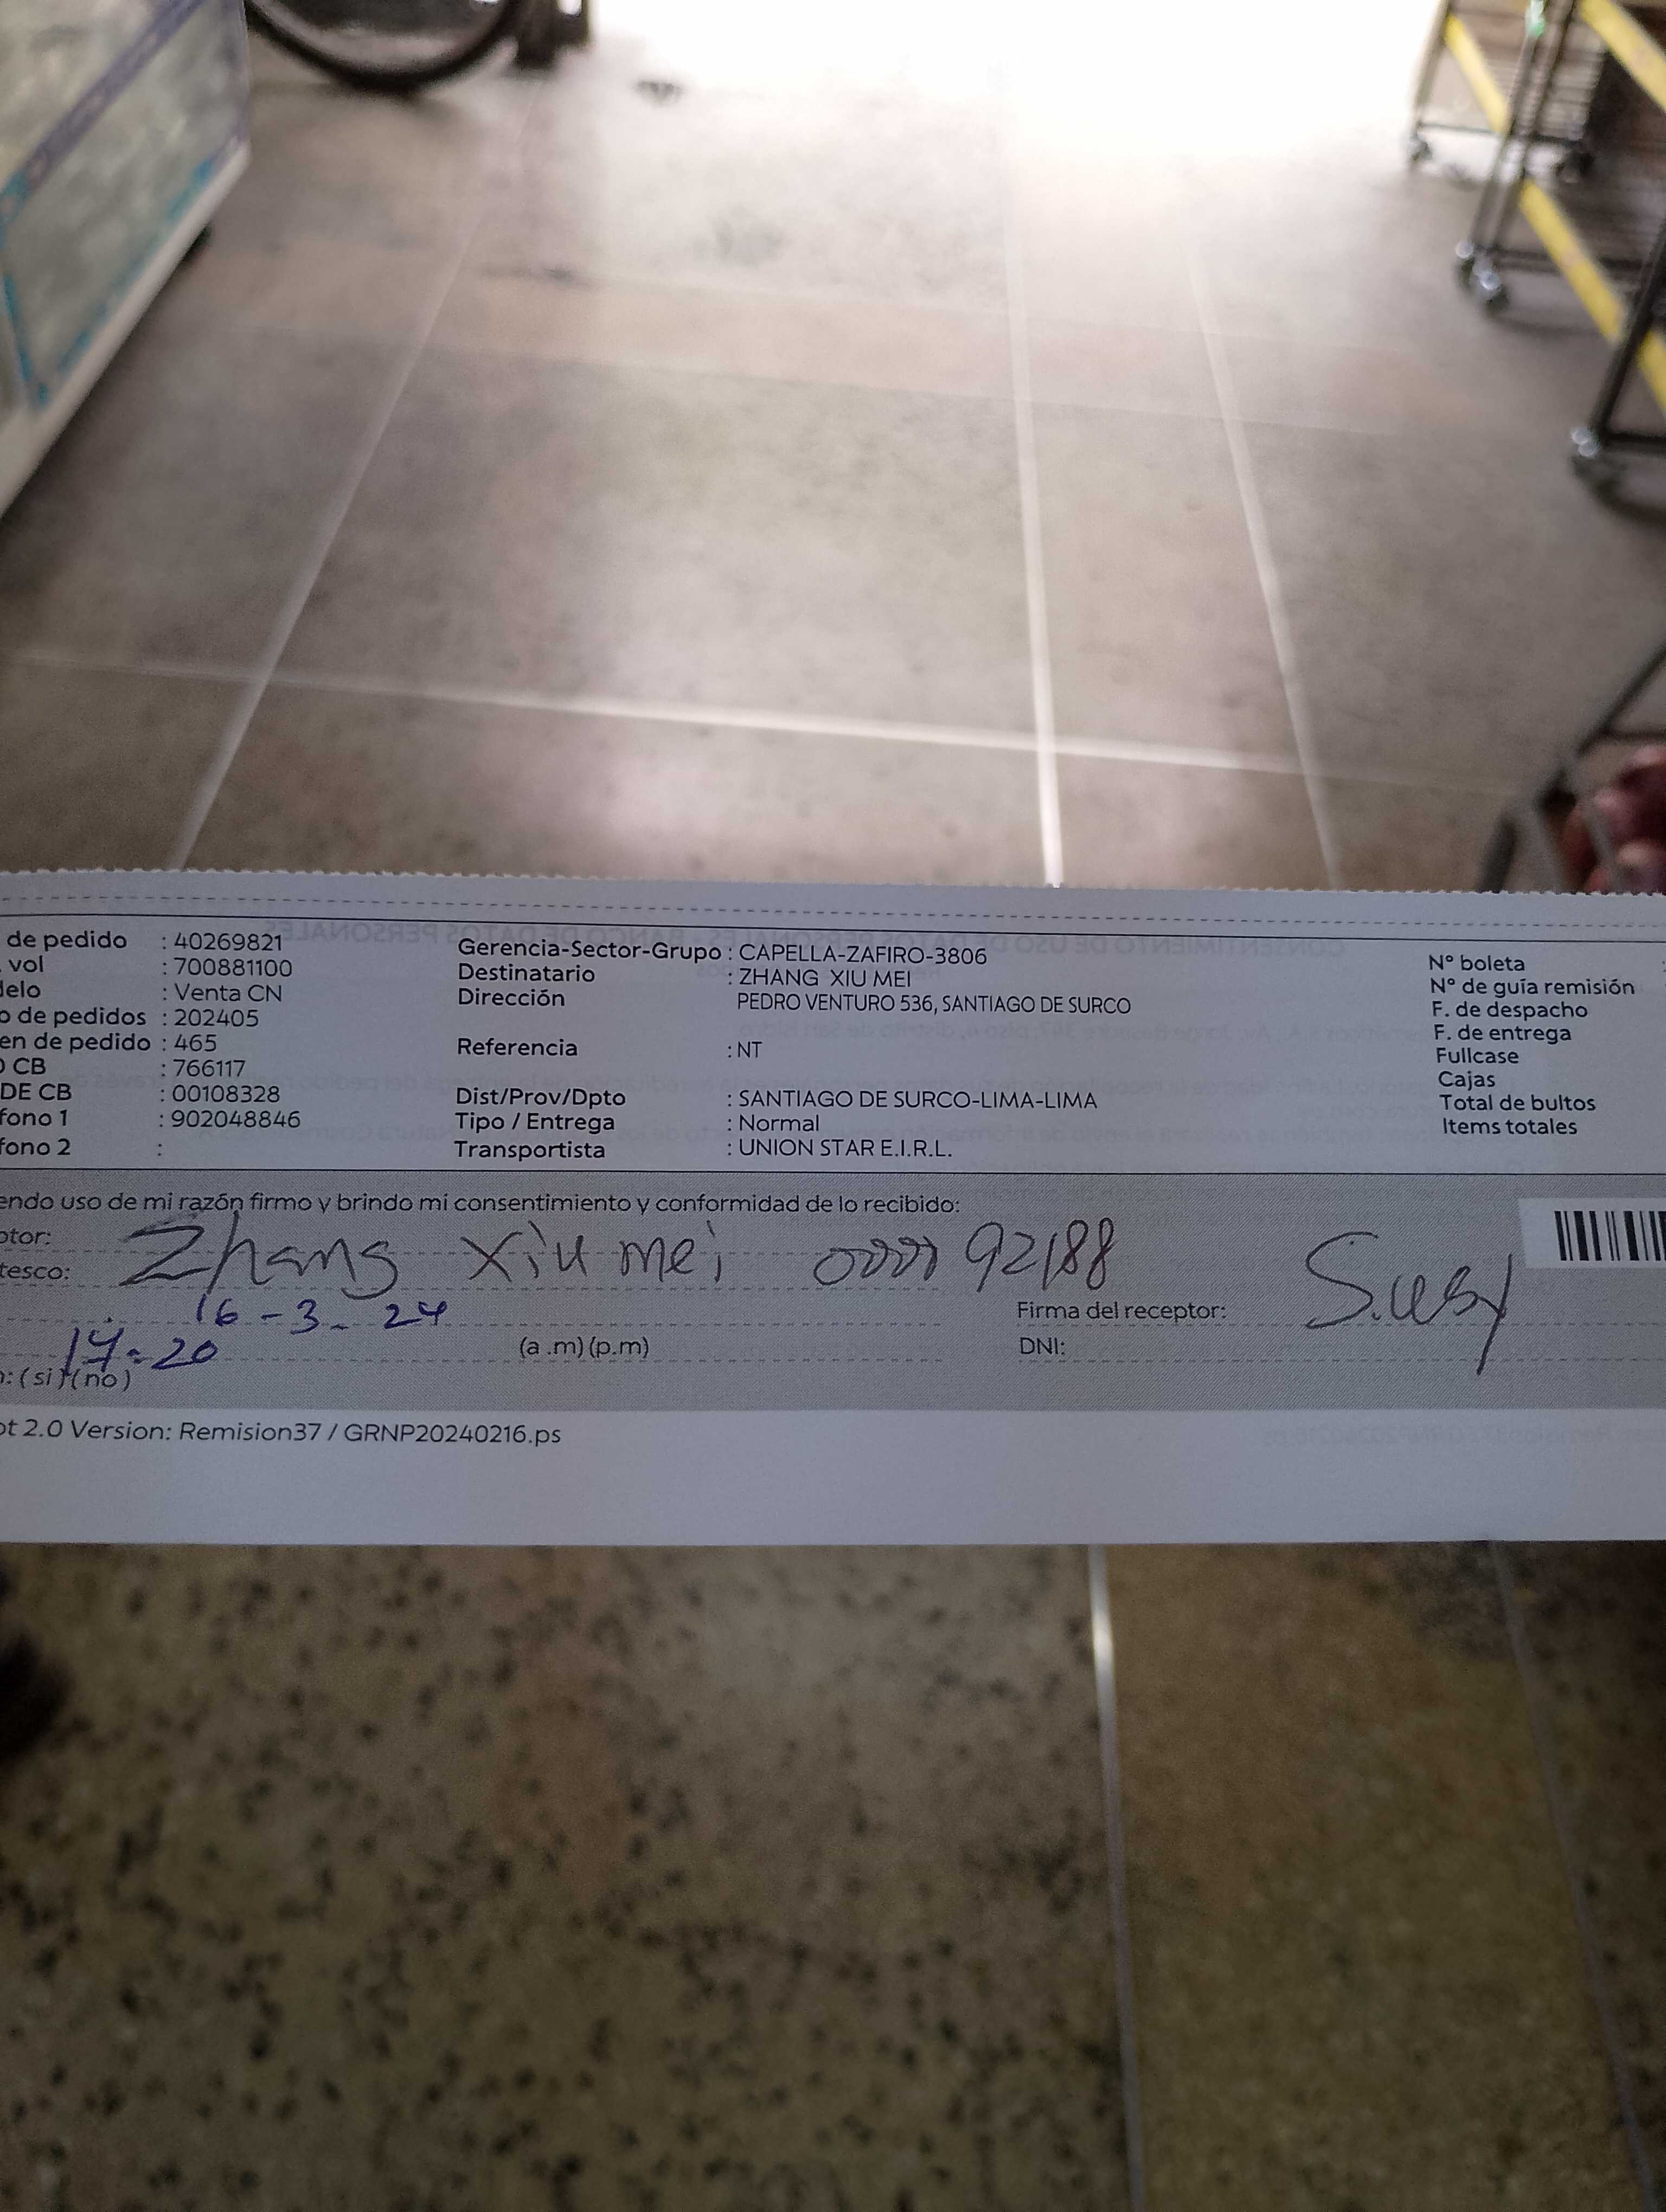 de pedido : 40269821
vol : 700881100
elo : Venta CN
o de pedidos : 202405
en de pedido : 465
CB : 766117
DE CB : 00108328
fono 1 : 902048846
fono 2 :
Gerencia-Sector-Grupo : CAPELLA-ZAFIRO-3806
Destinatario : ZHANG XIU MEI
Dirección PEDRO VENTURO 536, SANTIAGO DE SURCO
Referencia : NT
Dist/Prov/Dpto : SANTIAGO DE SURCO-LIMA-LIMA
Tipo / Entrega : Normal
Transportista : UNION STAR E.I.R.L.
N° boleta :
N° de guía remisión
F. de despacho
F. de entrega
Fullcase
Cajas
Total de bultos
Items totales
endo uso de mi razón firmo y brindo mi consentimiento y conformidad de lo recibido:
ptor: Zhang Xiu mei
tesco:
16-3-24
(a .m) (p.m)
: (si) (no)
Firma del receptor: Susy
DNI:
ot 2.0 Version: Remision37 / GRNP20240216.ps